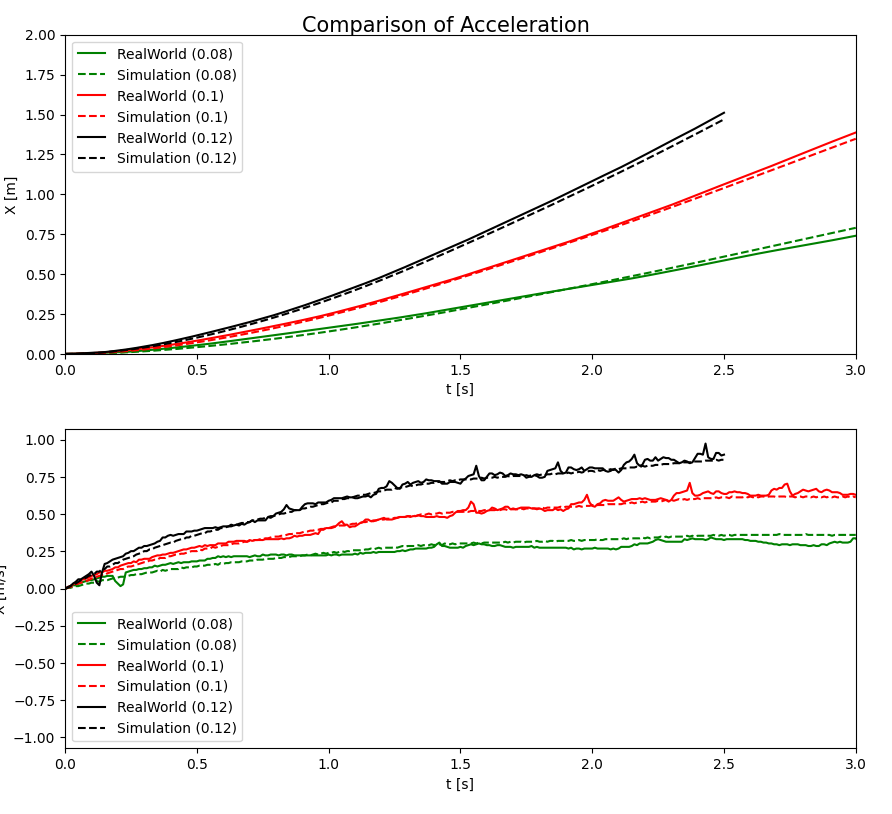 Comparison of Acceleration
2.00
1.75
1.50
1.25
1.00
0.75
0.50
0.25
0.00
X [m]
RealWorld (0.08)
Simulation (0.08)
RealWorld (0.1)
Simulation (0.1)
RealWorld (0.12)
Simulation (0.12)
0.0 0.5 1.0 1.5 2.0 2.5 3.0
t [s]
1.00
0.75
0.50
0.25
0.00
−0.25
−0.50
−0.75
−1.00
[m/s]
RealWorld (0.08)
Simulation (0.08)
RealWorld (0.1)
Simulation (0.1)
RealWorld (0.12)
Simulation (0.12)
0.0 0.5 1.0 1.5 2.0 2.5 3.0
t [s]